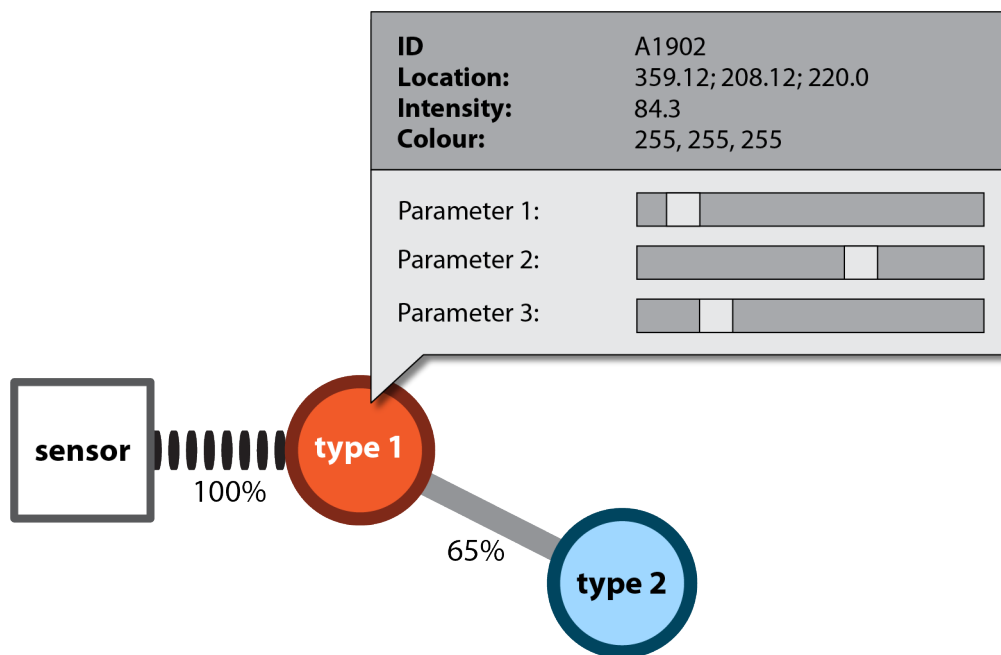 ID A1902
Location: 359.12; 208.12; 220.0
Intensity: 84.3
Colour: 255, 255, 255
Parameter 1:
Parameter 2:
Parameter 3:
sensor
type 1
100%
65%
type 2